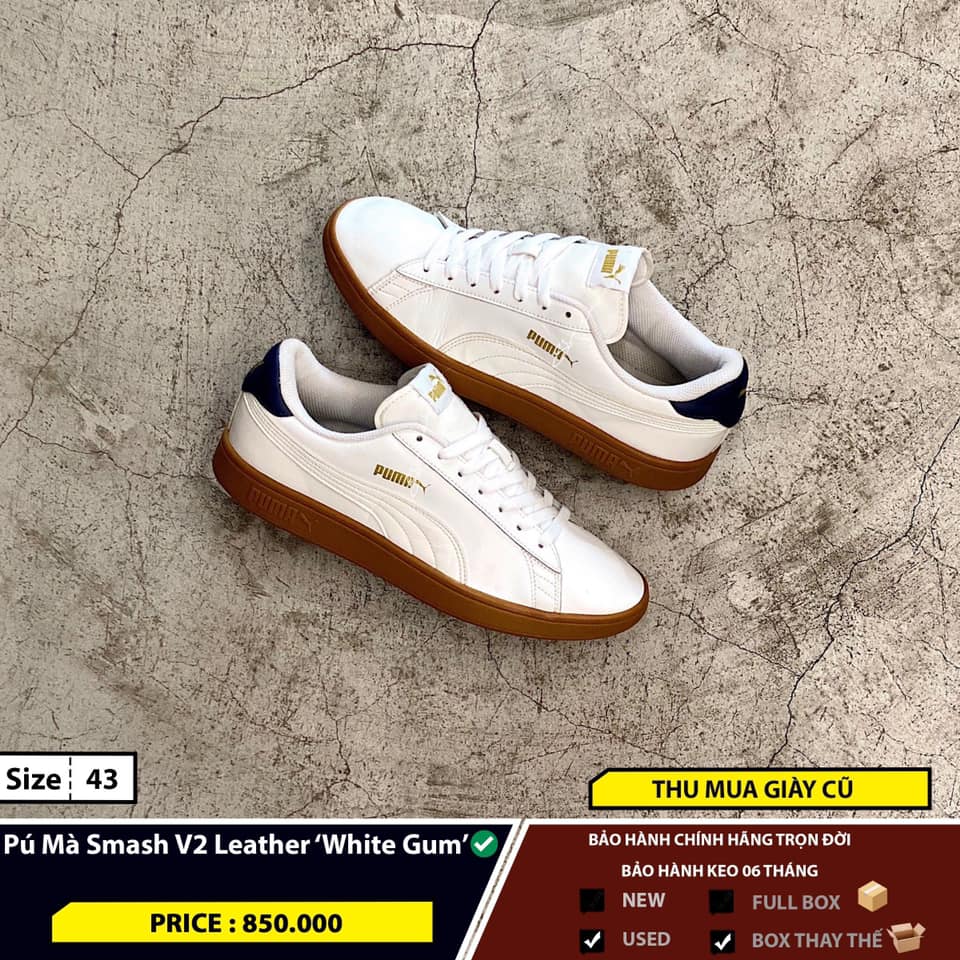 PUMA
PUMA
PUMA
PUMA
PUMA
PUMA
Size 43
THU MUA GIÀY CŨ
Pú Mà Smash V2 Leather ‘White Gum’
PRICE : 850.000
BẢO HÀNH CHÍNH HÃNG TRỌN ĐỜI
BẢO HÀNH KEO 06 THÁNG
NEW
FULL BOX
USED
BOX THAY THẾ